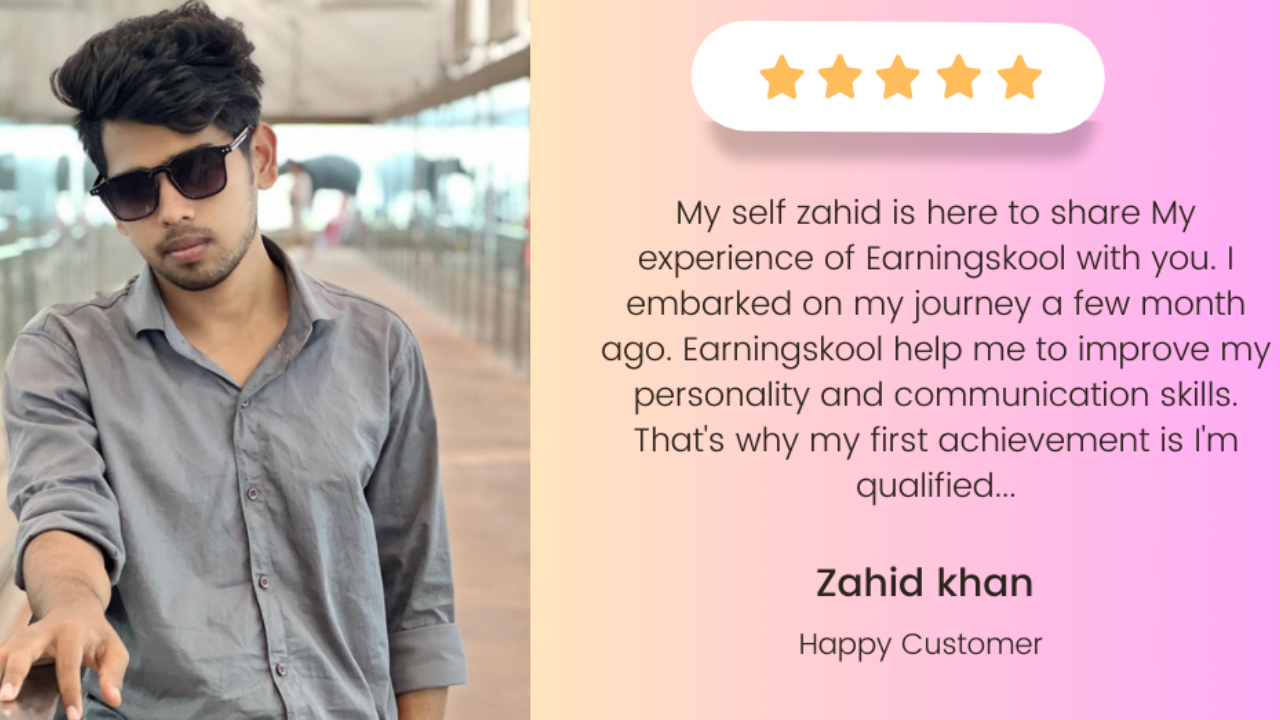 My self zahid is here to share My
experience of Earningskool with you. I
embarked on my journey a few month
ago. Earningskool help me to improve my
personality and communication skills.
That's why my first achievement is I'm
qualified...
Zahid khan
Happy Customer